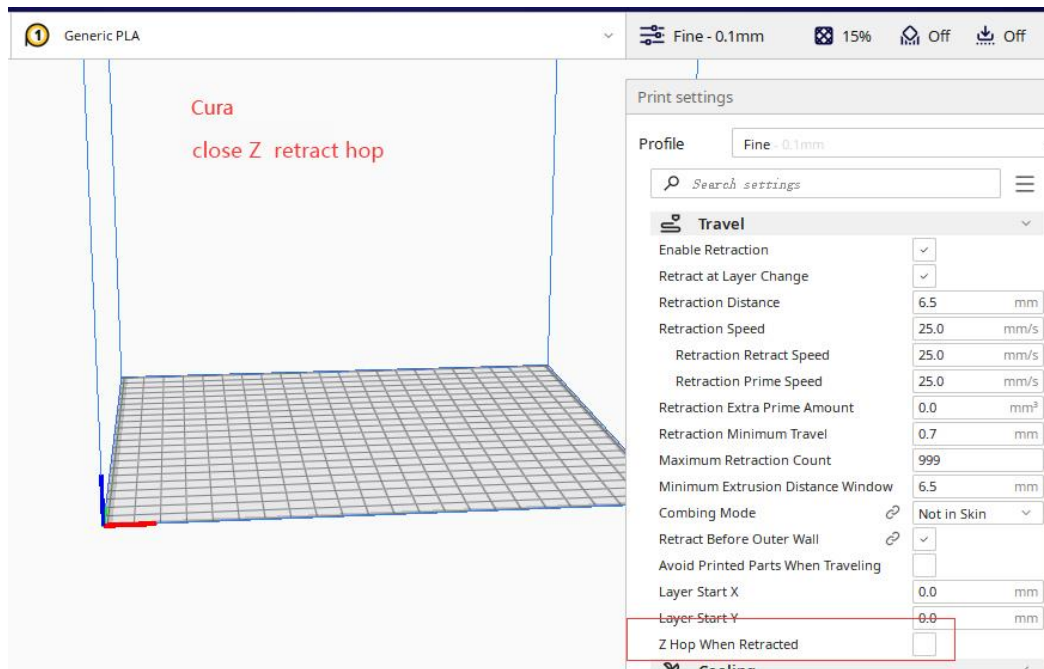 1 Generic PLA
Fine - 0.1mm 15% Off Off
Cura
close Z retract hop
Print settings
Profile Fine - 0.1mm
Search settings
Travel
Enable Retraction
Retract at Layer Change
Retraction Distance 6.5 mm
Retraction Speed 25.0 mm/s
Retraction Retract Speed 25.0 mm/s
Retraction Prime Speed 25.0 mm/s
Retraction Extra Prime Amount 0.0 mm³
Retraction Minimum Travel 0.7 mm
Maximum Retraction Count 999
Minimum Extrusion Distance Window 6.5 mm
Combing Mode Not in Skin
Retract Before Outer Wall
Avoid Printed Parts When Traveling
Layer Start X 0.0 mm
Layer Start Y 0.0 mm
Z Hop When Retracted
Cooling